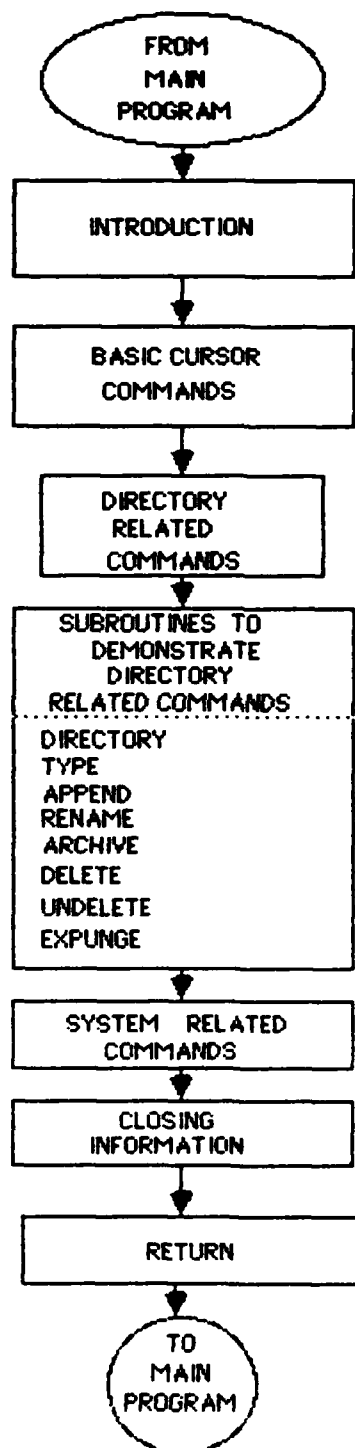 FROM
MAIN
PROGRAM
INTRODUCTION
BASIC CURSOR
COMMANDS
DIRECTORY
RELATED
COMMANDS
SUBROUTINES TO
DEMONSTRATE
DIRECTORY
RELATED COMMANDS
DIRECTORY
TYPE
APPEND
RENAME
ARCHIVE
DELETE
UNDELETE
EXPUNGE
SYSTEM RELATED
COMMANDS
CLOSING
INFORMATION
RETURN
TO
MAIN
PROGRAM